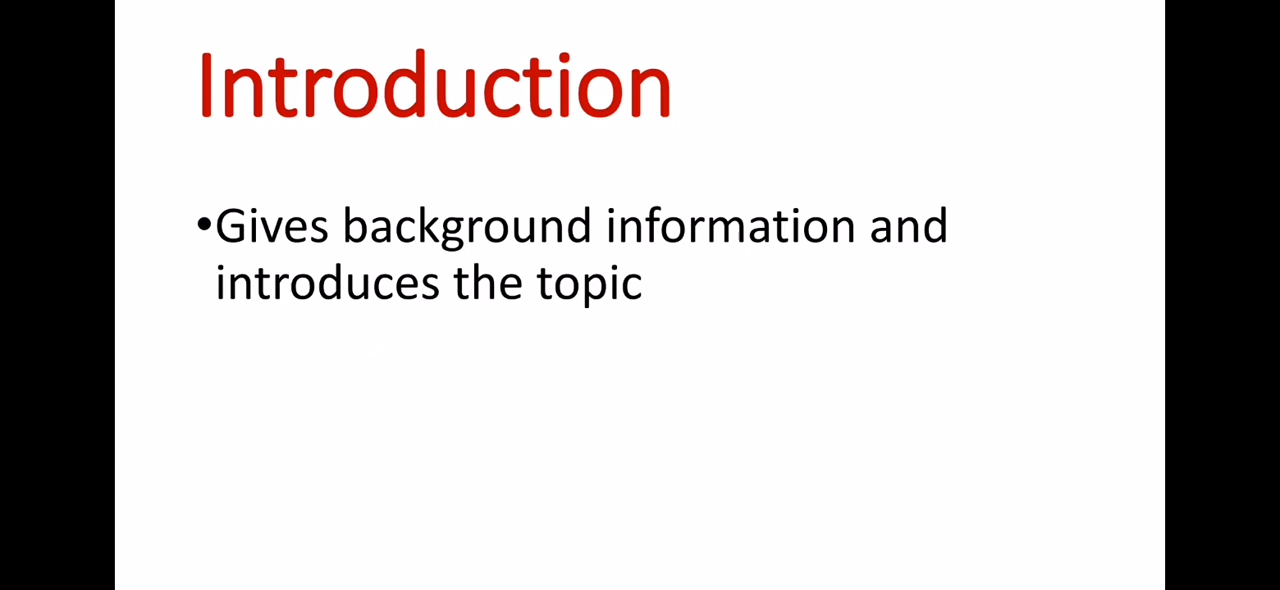 Introduction
•Gives background information and
introduces the topic